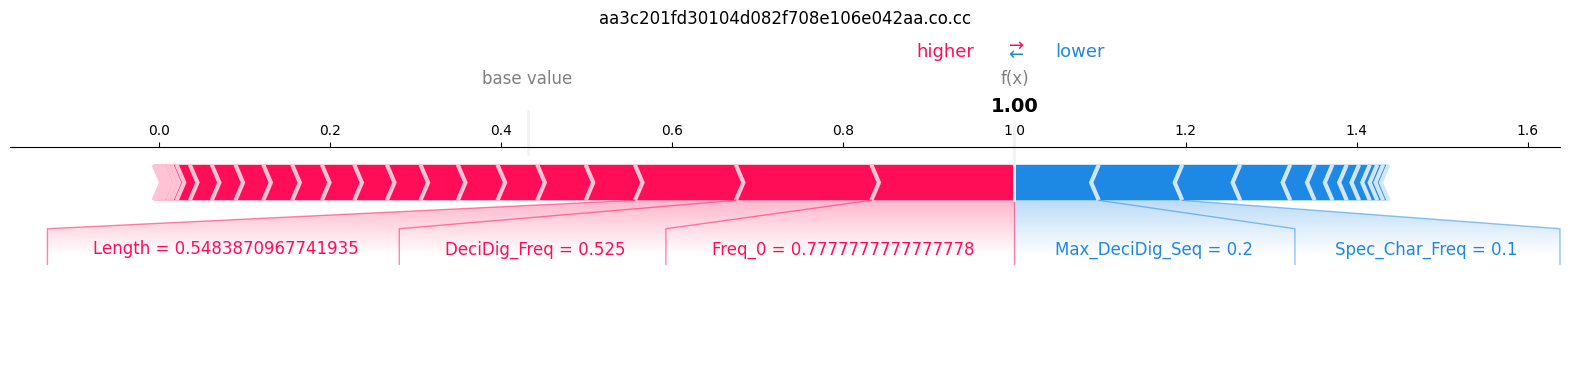 aa3c201fd30104d082f708e106e042aa.co.cc
higher ⇄ lower
base value f(x)
1.00
0.0 0.2 0.4 0.6 0.8 1.0 1.2 1.4 1.6
Length = 0.5483870967741935 DeciDig_Freq = 0.525 Freq_0 = 0.7777777777777778 Max_DeciDig_Seq = 0.2 Spec_Char_Freq = 0.1